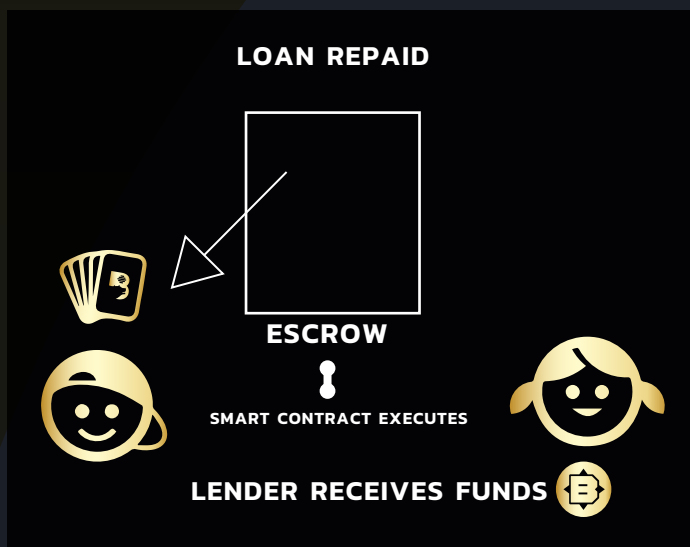 LOAN REPAID
B
ESCROW
SMART CONTRACT EXECUTES
LENDER RECEIVES FUNDS
B